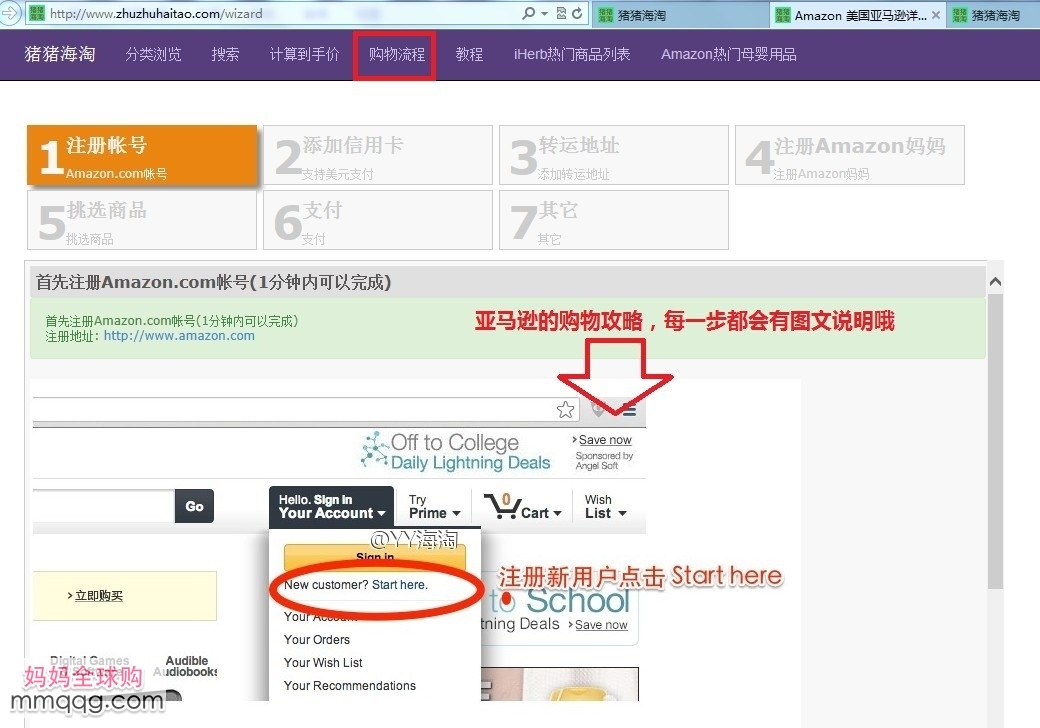 http://www.zhuzhuhaitao.com/wizard
猪猪海淘
Amazon 美国亚马逊详...
猪猪海淘
猪猪海淘 分类浏览 搜索 计算到手价 购物流程 教程 iHerb热门商品列表 Amazon热门母婴用品
1 注册帐号
Amazon.com帐号
2 添加信用卡
支持美元支付
3 转运地址
添加转运地址
4 注册Amazon妈妈
注册Amazon妈妈
5 挑选商品
挑选商品
6 支付
支付
7 其它
其它
首先注册Amazon.com帐号(1分钟内可以完成)
首先注册Amazon.com帐号(1分钟内可以完成)
注册地址: http://www.amazon.com
亚马逊的购物攻略，每一步都会有图文说明哦
Off to College
Daily Lightning Deals
Save now
Sponsored by
Angel Soft
Go
Hello. Sign in
Your Account
Try
Prime
0
Cart
Wish
List
@YY海淘
Sign in
New customer? Start here.
注册新用户点击 Start here
立即购买
to School
htning Deals
Save now
Your Account
Your Orders
Your Wish List
Your Recommendations
Digital Games
Audible
Audiobooks
妈妈全球购
mmqqg.com